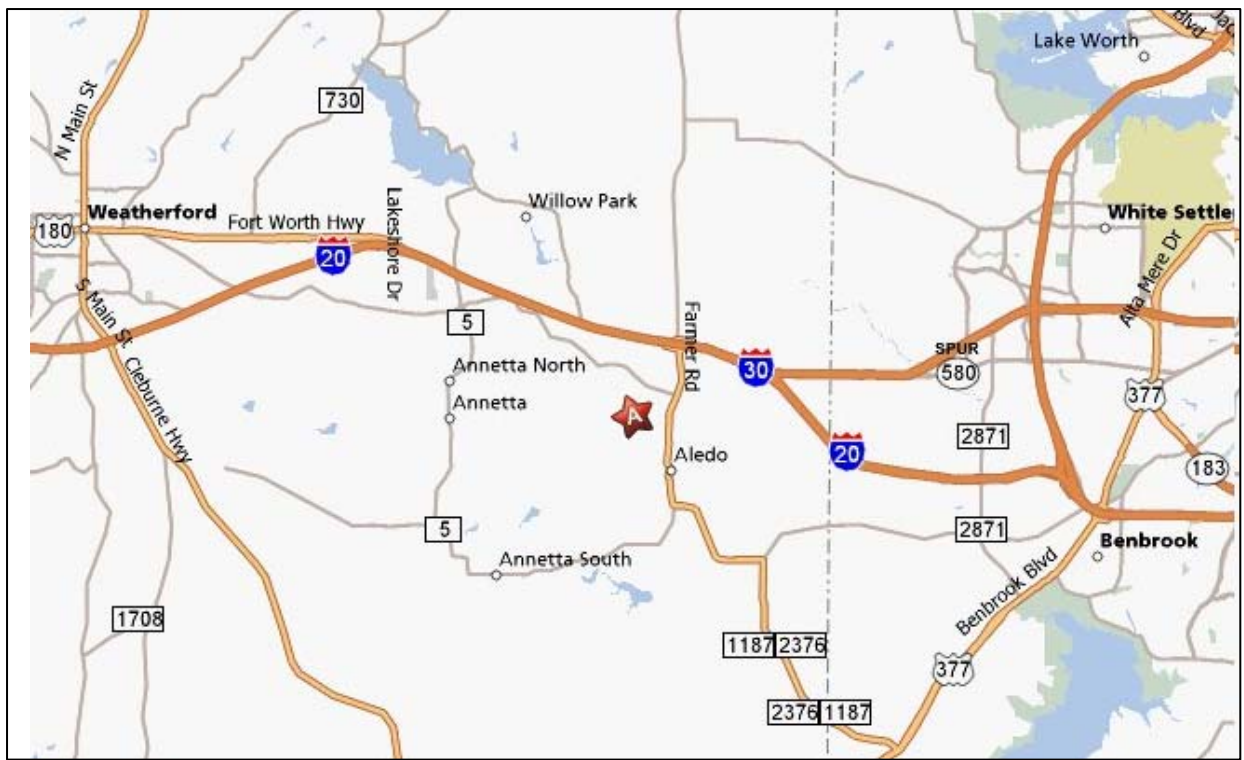 Blvd
Lake Worth
N Main St
730
Willow Park
Weatherford
180
Fort Worth Hwy
Lakeshore Dr
20
White Settle
Alta Mere Dr
S Main St
Cleburne Hwy
5
Farmer Rd
SPUR
580
30
Annetta North
377
Annetta
A
2871
20
Aledo
183
5
2871
Benbrook
Annetta South
Benbrook Blvd
1708
1187 2376
377
2376 1187